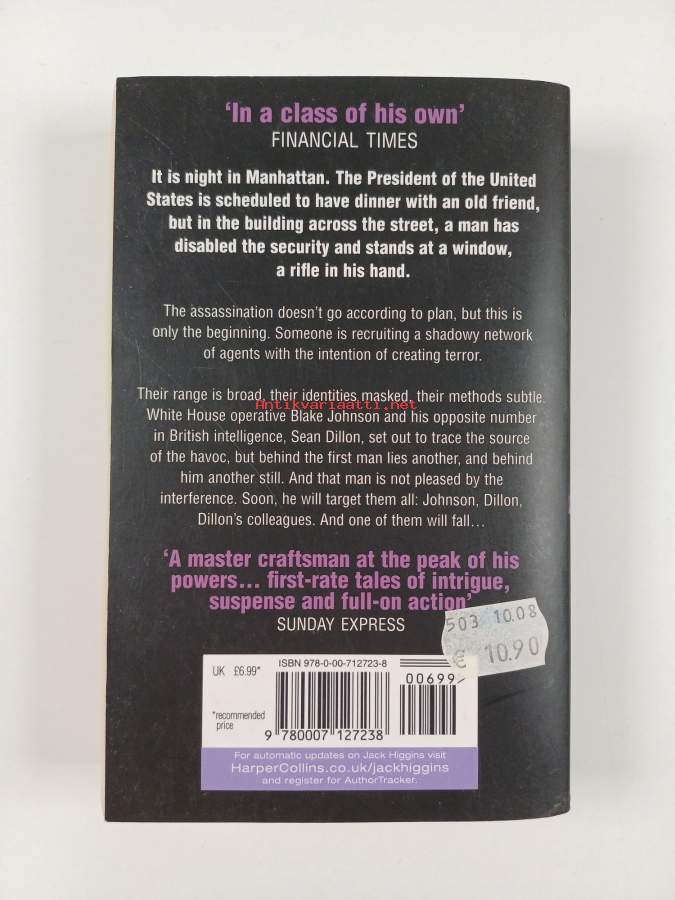 ‘In a class of his own’
FINANCIAL TIMES
It is night in Manhattan. The President of the United
States is scheduled to have dinner with an old friend,
but in the building across the street, a man has
disabled the security and stands at a window,
a rifle in his hand.
The assassination doesn’t go according to plan, but this is
only the beginning. Someone is recruiting a shadowy network
of agents with the intention of creating terror.
Their range is broad, their identities masked, their methods subtle.
Antikvariaatti.net
White House operative Blake Johnson and his opposite number
in British intelligence, Sean Dillon, set out to trace the source
of the havoc, but behind the first man lies another, and behind
him another still. And that man is not pleased by the
interference. Soon, he will target them all: Johnson, Dillon,
Dillon’s colleagues. And one of them will fall…
‘A master craftsman at the peak of his
powers… first-rate tales of intrigue,
suspense and full-on action’
SUNDAY EXPRESS
503 10.08
€ 10.90
UK £6.99*
*recommended
price
ISBN 978-0-00-712723-8
00699
9 780007 127238
For automatic updates on Jack Higgins visit
HarperCollins.co.uk/jackhiggins
and register for AuthorTracker.